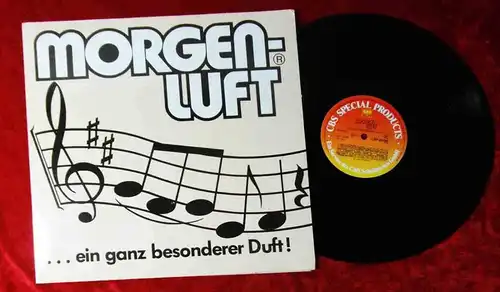 MORGEN-
LUFT®
... ein ganz besonderer Duft!
CBS SPECIAL PRODUCTS